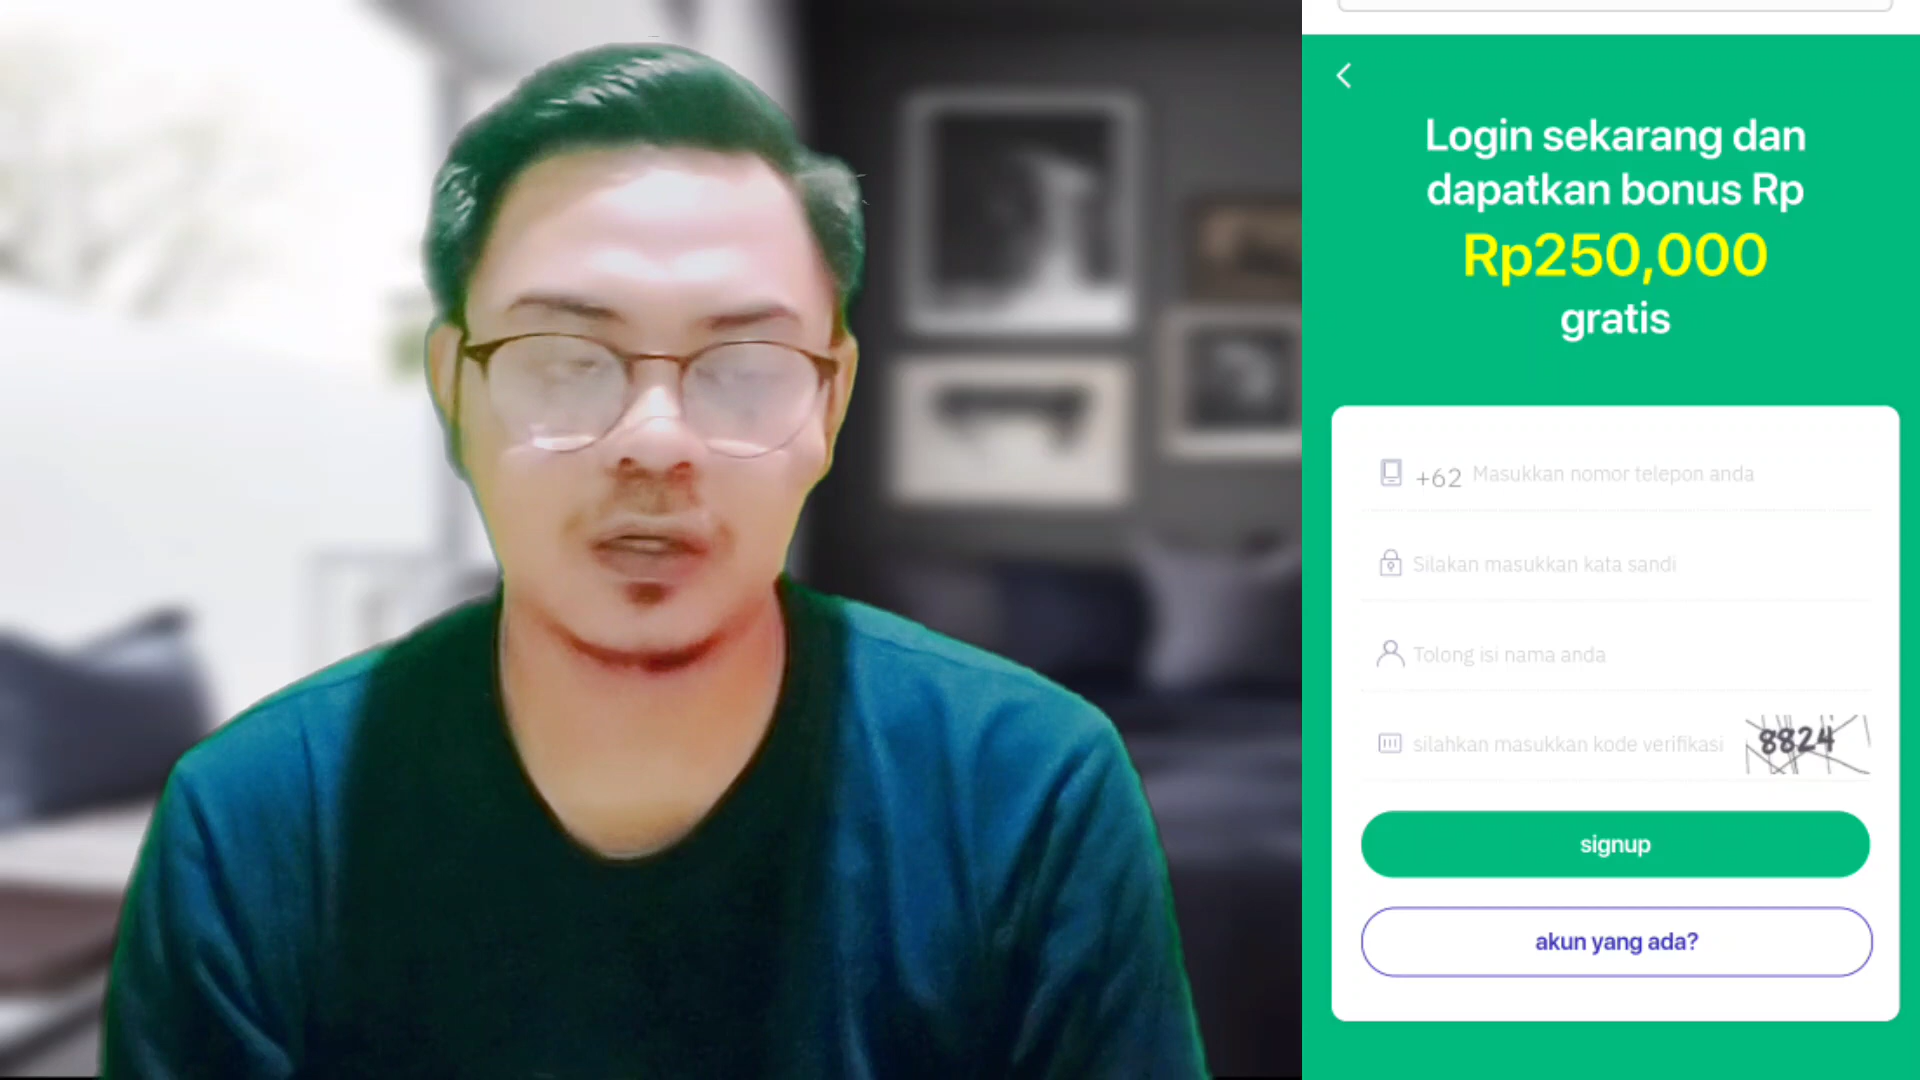 Login sekarang dan
dapatkan bonus Rp
Rp250,000
gratis
+62 Masukkan nomor telepon anda
Silakan masukkan kata sandi
Tolong isi nama anda
silahkan masukkan kode verifikasi 8824
signup
akun yang ada?